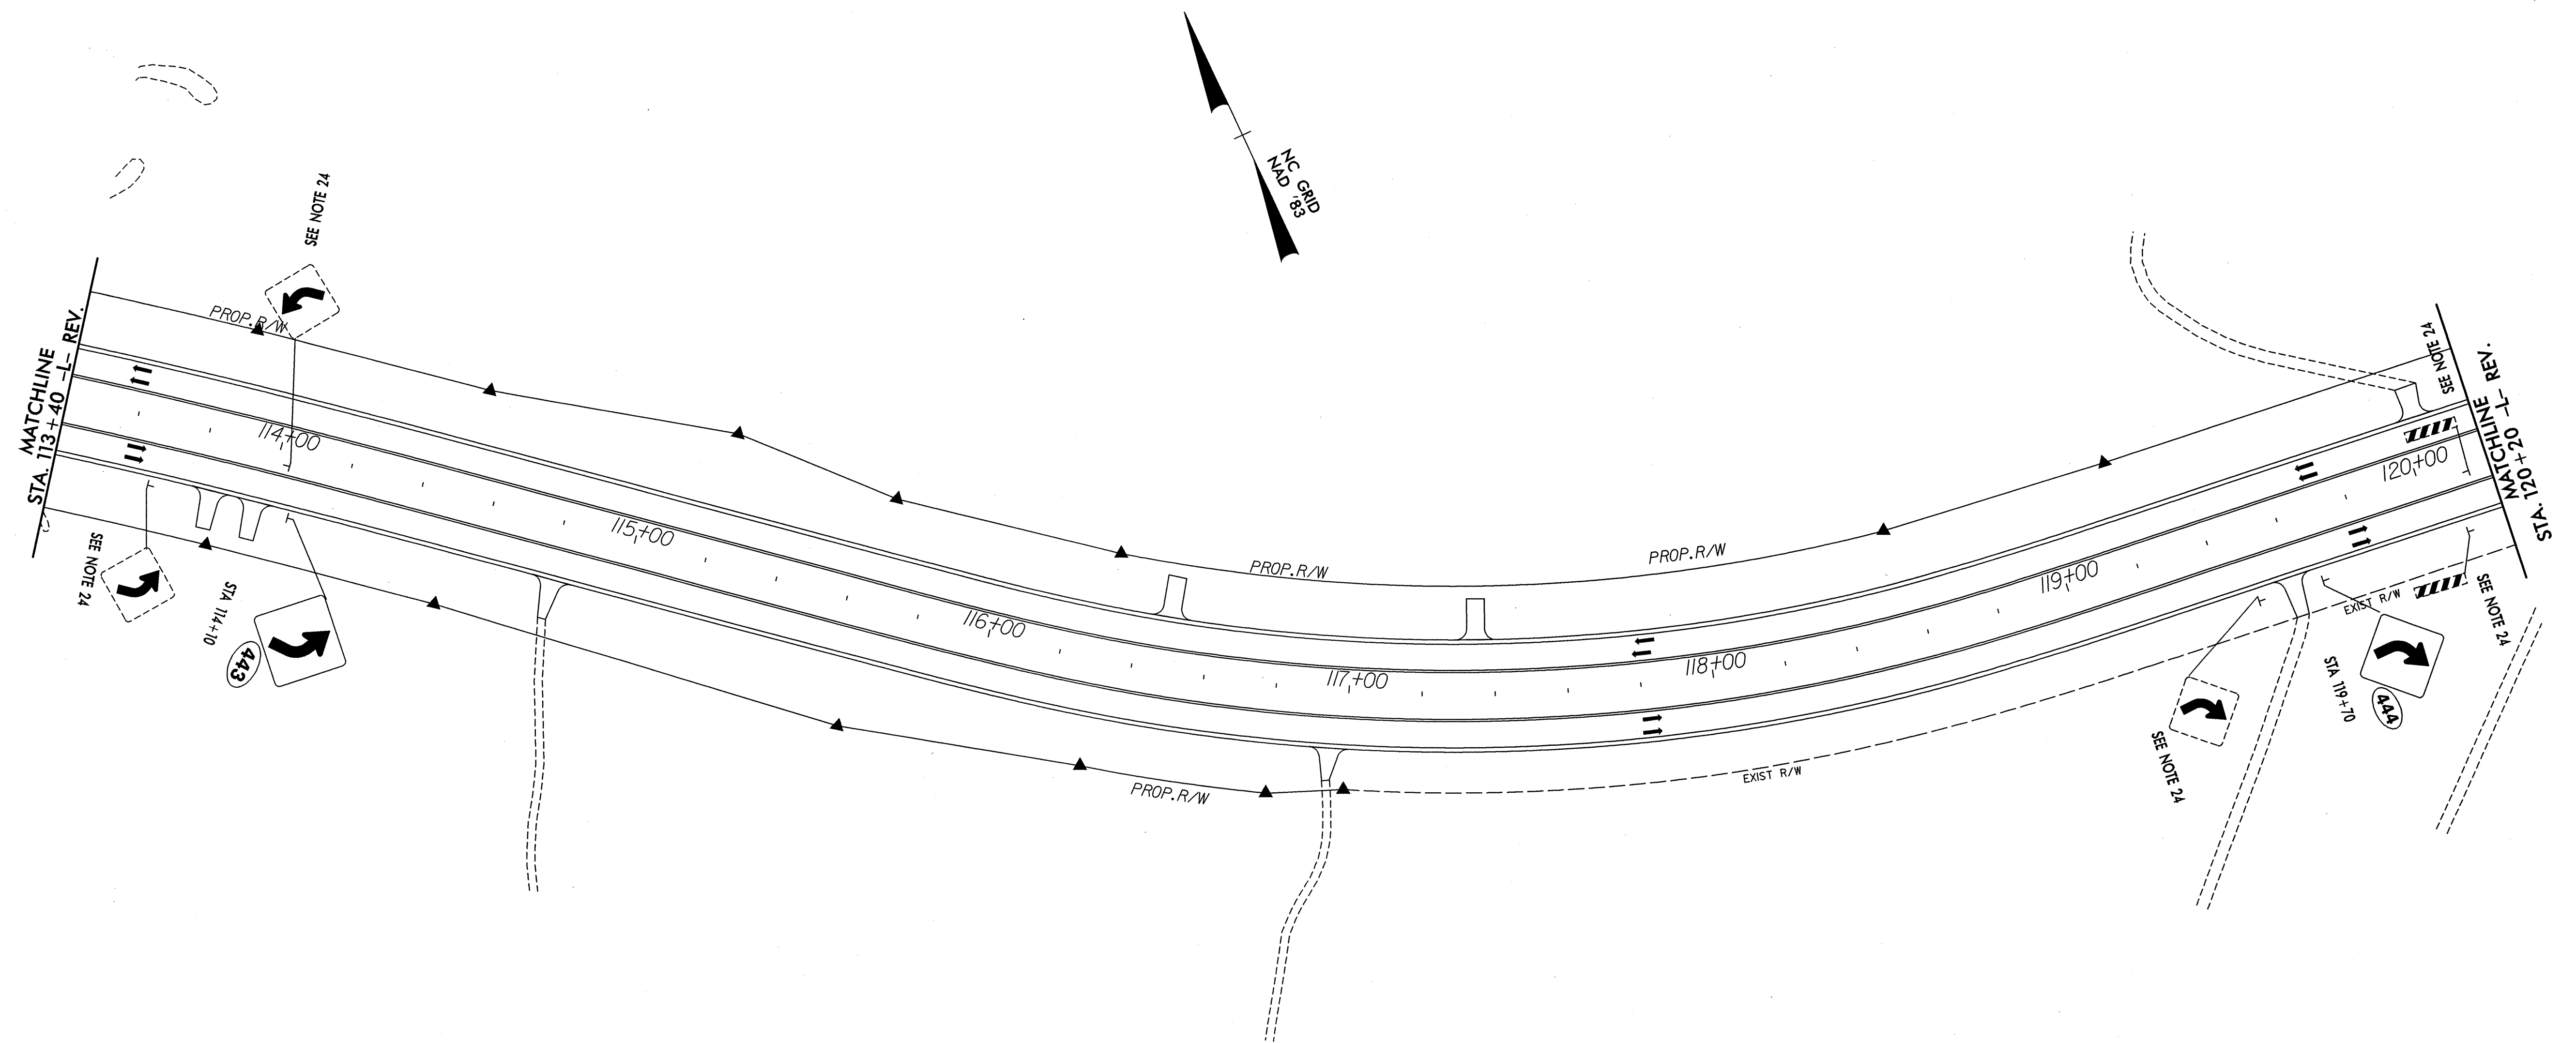 NC GRID
NAD '83
SEE NOTE 24
PROP. R/W
MATCHLINE
STA. 113+40 -L- REV.
114+00
115+00
116+00
117+00
118+00
119+00
120+00
PROP. R/W
PROP. R/W
SEE NOTE 24
MATCHLINE
STA. 120+20 -L- REV.
SEE NOTE 24
STA 114+10
443
PROP. R/W
EXIST R/W
EXIST R/W
SEE NOTE 24
STA 119+70
444
SEE NOTE 24